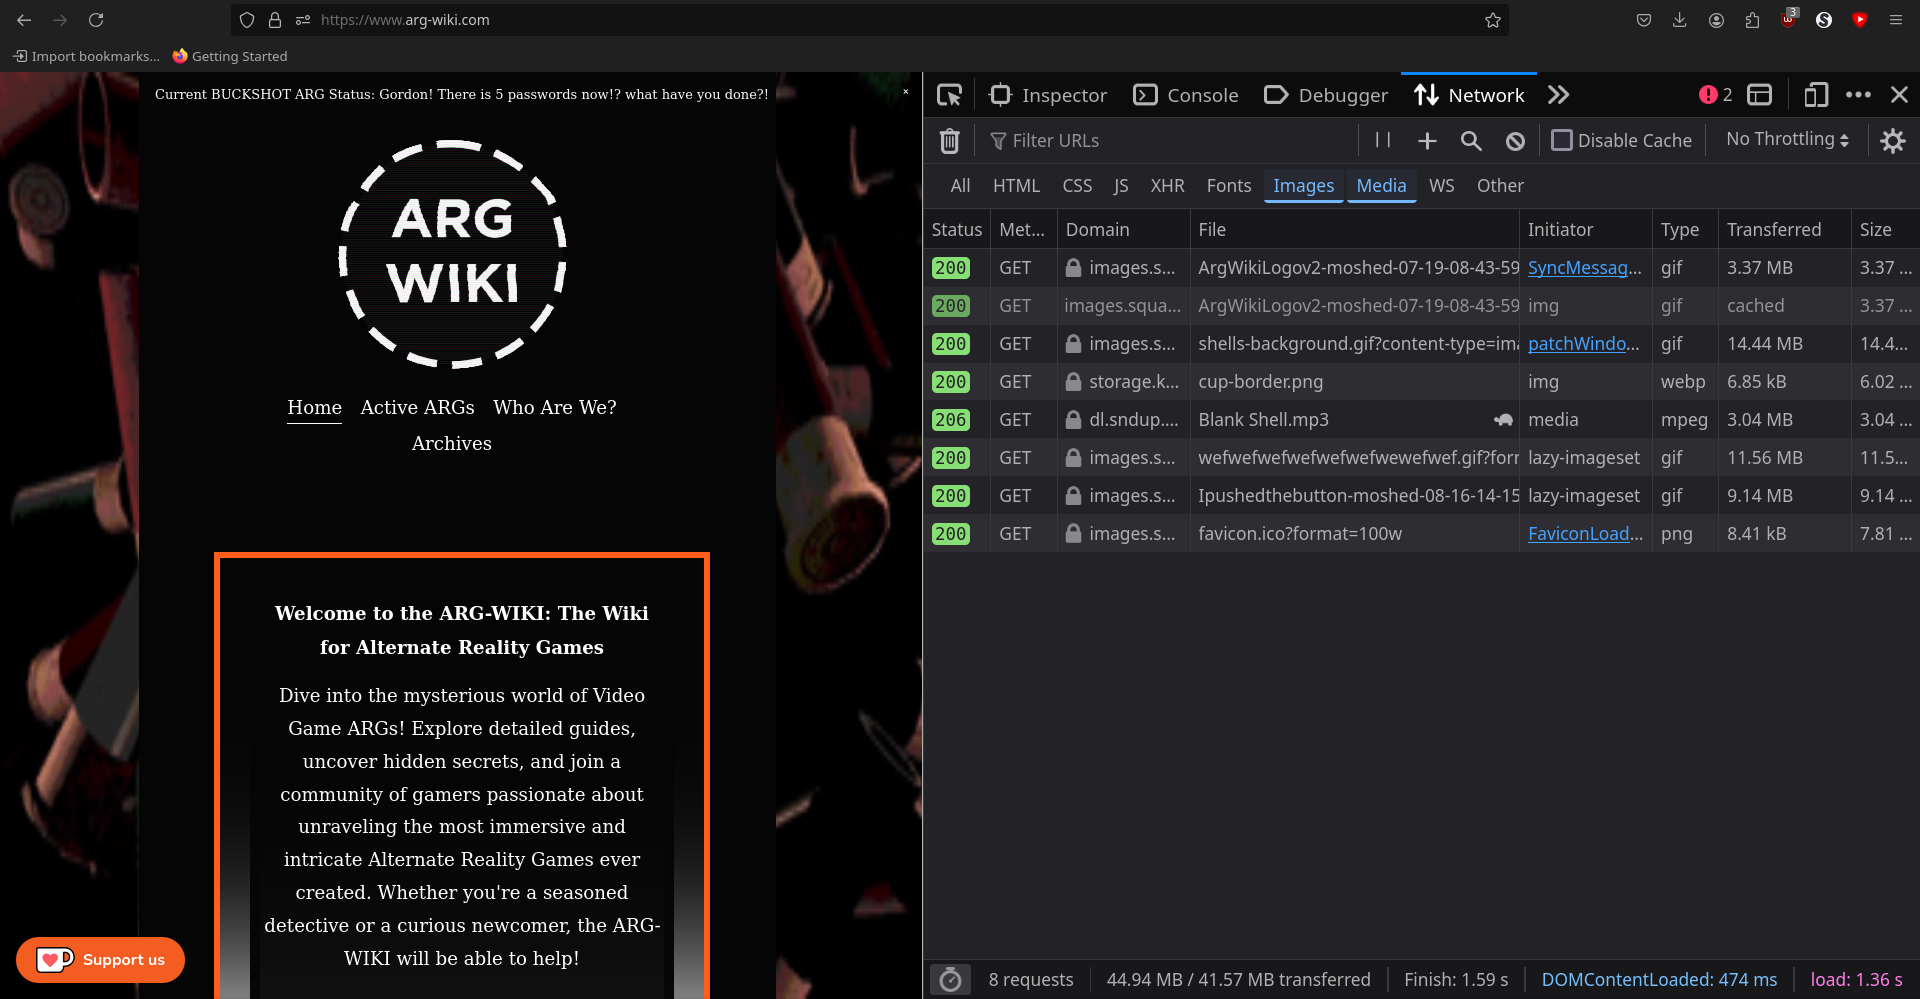 https://www.arg-wiki.com
3
Import bookmarks...
Getting Started
Current BUCKSHOT ARG Status: Gordon! There is 5 passwords now!? what have you done?!
×
ARG
WIKI
Home Active ARGs Who Are We?
Archives
Welcome to the ARG-WIKI: The Wiki
for Alternate Reality Games
Dive into the mysterious world of Video
Game ARGs! Explore detailed guides,
uncover hidden secrets, and join a
community of gamers passionate about
unraveling the most immersive and
intricate Alternate Reality Games ever
created. Whether you're a seasoned
detective or a curious newcomer, the ARG-
WIKI will be able to help!
Support us
Inspector Console Debugger Network 2
Filter URLs Disable Cache No Throttling
All HTML CSS JS XHR Fonts Images Media WS Other
Status Met... Domain File Initiator Type Transferred Size
200 GET images.s... ArgWikiLogov2-moshed-07-19-08-43-59 SyncMessag... gif 3.37 MB 3.37 ...
200 GET images.squa... ArgWikiLogov2-moshed-07-19-08-43-59 img gif cached 3.37 ...
200 GET images.s... shells-background.gif?content-type=ima patchWindo... gif 14.44 MB 14.4...
200 GET storage.k... cup-border.png img webp 6.85 kB 6.02 ...
206 GET dl.sndup.... Blank Shell.mp3 media mpeg 3.04 MB 3.04 ...
200 GET images.s... wefwefwefwefwefwefwewefwef.gif?forr lazy-imageset gif 11.56 MB 11.5...
200 GET images.s... Ipushedthebutton-moshed-08-16-14-15 lazy-imageset gif 9.14 MB 9.14 ...
200 GET images.s... favicon.ico?format=100w FaviconLoad... png 8.41 kB 7.81 ...
8 requests 44.94 MB / 41.57 MB transferred Finish: 1.59 s DOMContentLoaded: 474 ms load: 1.36 s